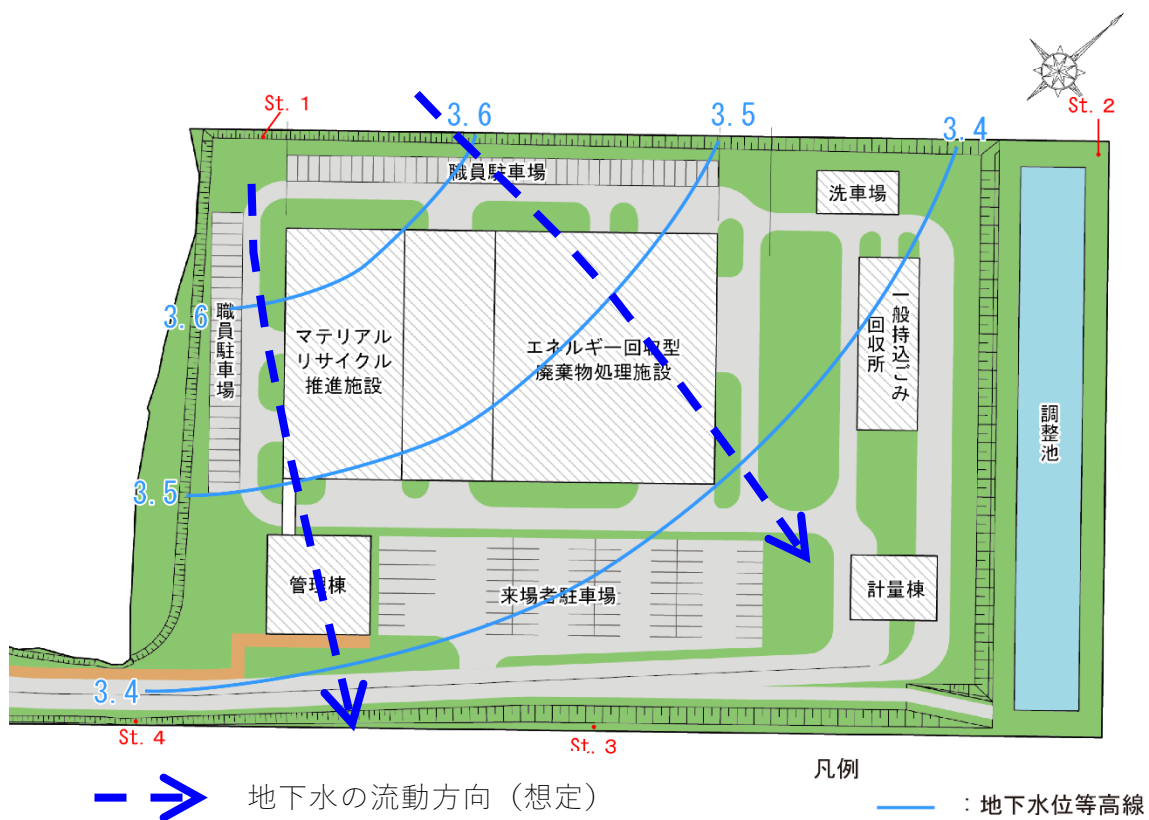 St. 1
3.6
3.5
3.4
St. 2
職員駐車場
洗車場
3.6
職員駐車場
マテリアル
リサイクル
推進施設
エネルギー回収型
廃棄物処理施設
一般持込ごみ
回収所
調整池
3.5
管理棟
来場者駐車場
計量棟
3.4
St. 4
St. 3
地下水の流動方向（想定）
凡例
：地下水位等高線